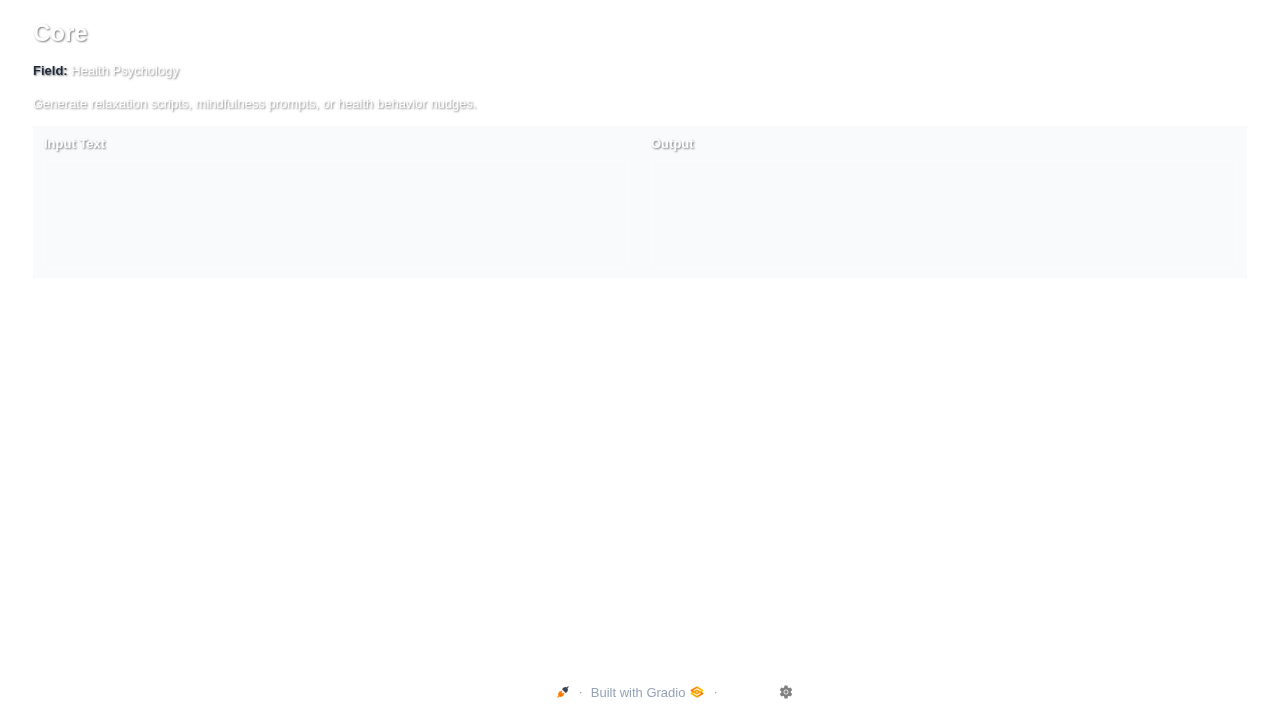 Core
Field: Health Psychology
Generate relaxation scripts, mindfulness prompts, or health behavior nudges.
Input Text
Output
· Built with Gradio ·